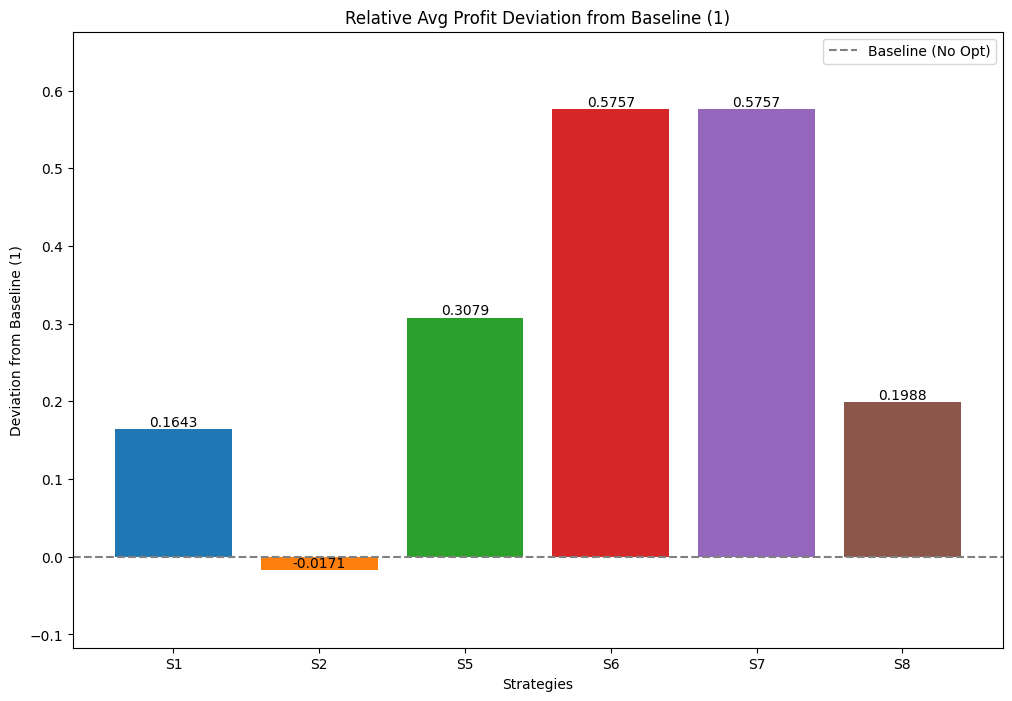 Relative Avg Profit Deviation from Baseline (1)
Baseline (No Opt)
Deviation from Baseline (1)
0.6
0.5
0.4
0.3
0.2
0.1
0.0
−0.1
0.1643
-0.0171
0.3079
0.5757
0.5757
0.1988
S1 S2 S5 S6 S7 S8
Strategies